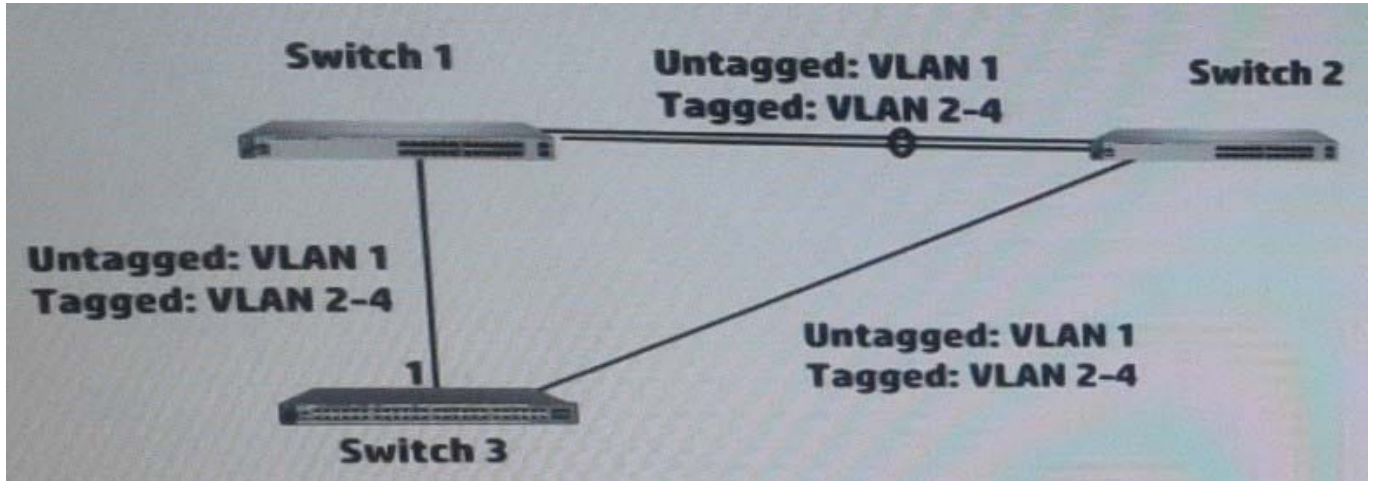 Switch 1
Untagged: VLAN 1
Tagged: VLAN 2-4
Switch 2
Untagged: VLAN 1
Tagged: VLAN 2-4
Untagged: VLAN 1
Tagged: VLAN 2-4
1
Switch 3